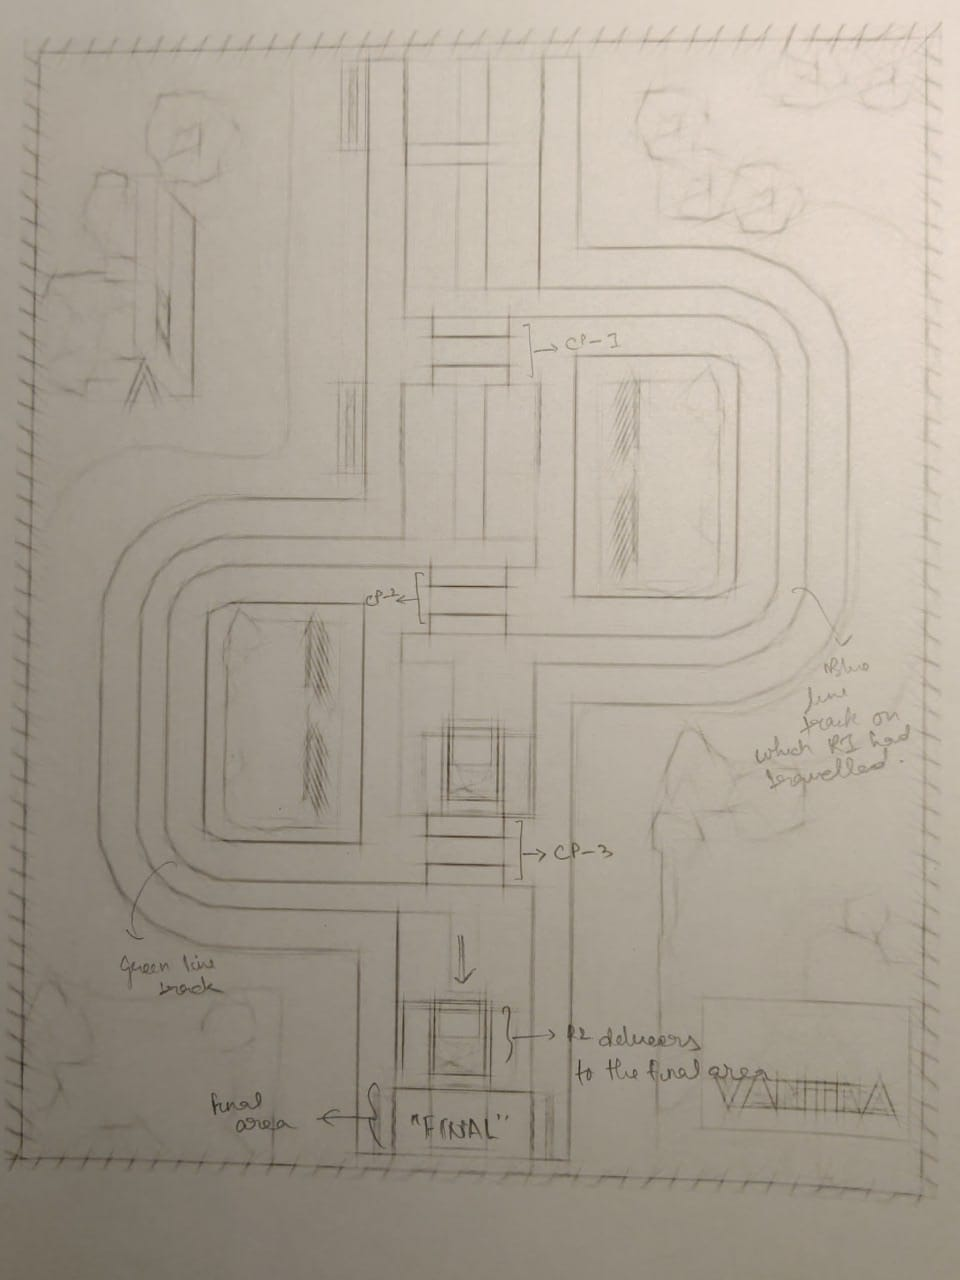 CP-1
CP-2
Blue
line
track on
which R1 had
travelled.
CP-3
Green line
track
R2 delivers
to the final area
final
area
"FINAL"